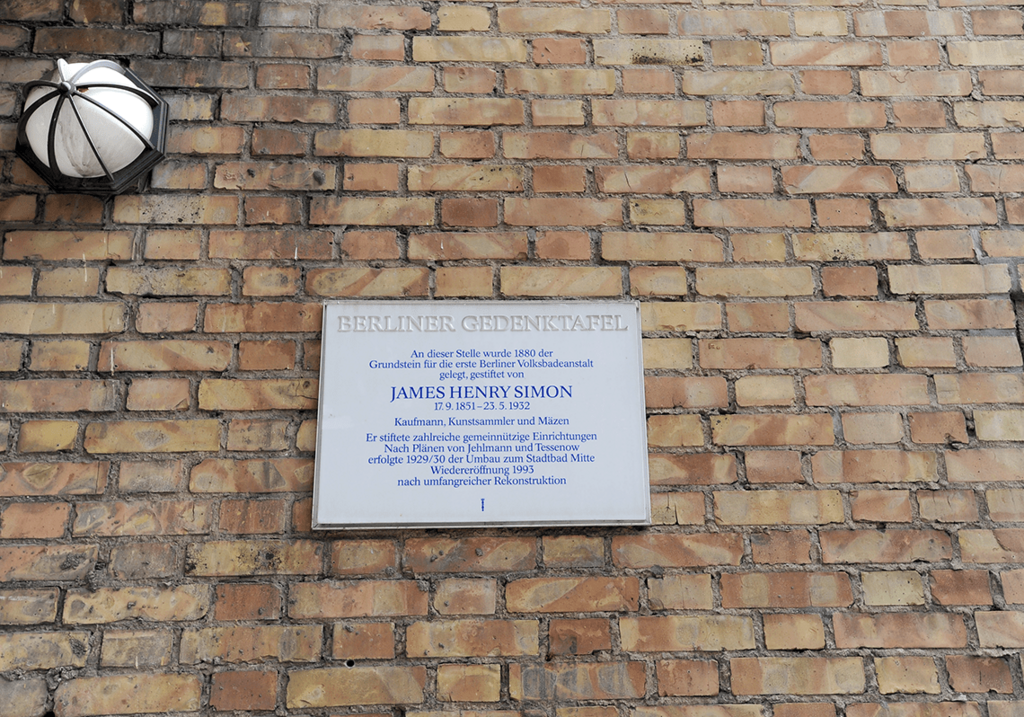 BERLINER GEDENKTAFEL
An dieser Stelle wurde 1880 der
Grundstein für die erste Berliner Volksbadeanstalt
gelegt, gestiftet von
JAMES HENRY SIMON
17. 9. 1851 – 23. 5. 1932
Kaufmann, Kunstsammler und Mäzen
Er stiftete zahlreiche gemeinnützige Einrichtungen
Nach Plänen von Jehlmann und Tessenow
erfolgte 1929/30 der Umbau zum Stadtbad Mitte
Wiedereröffnung 1993
nach umfangreicher Rekonstruktion